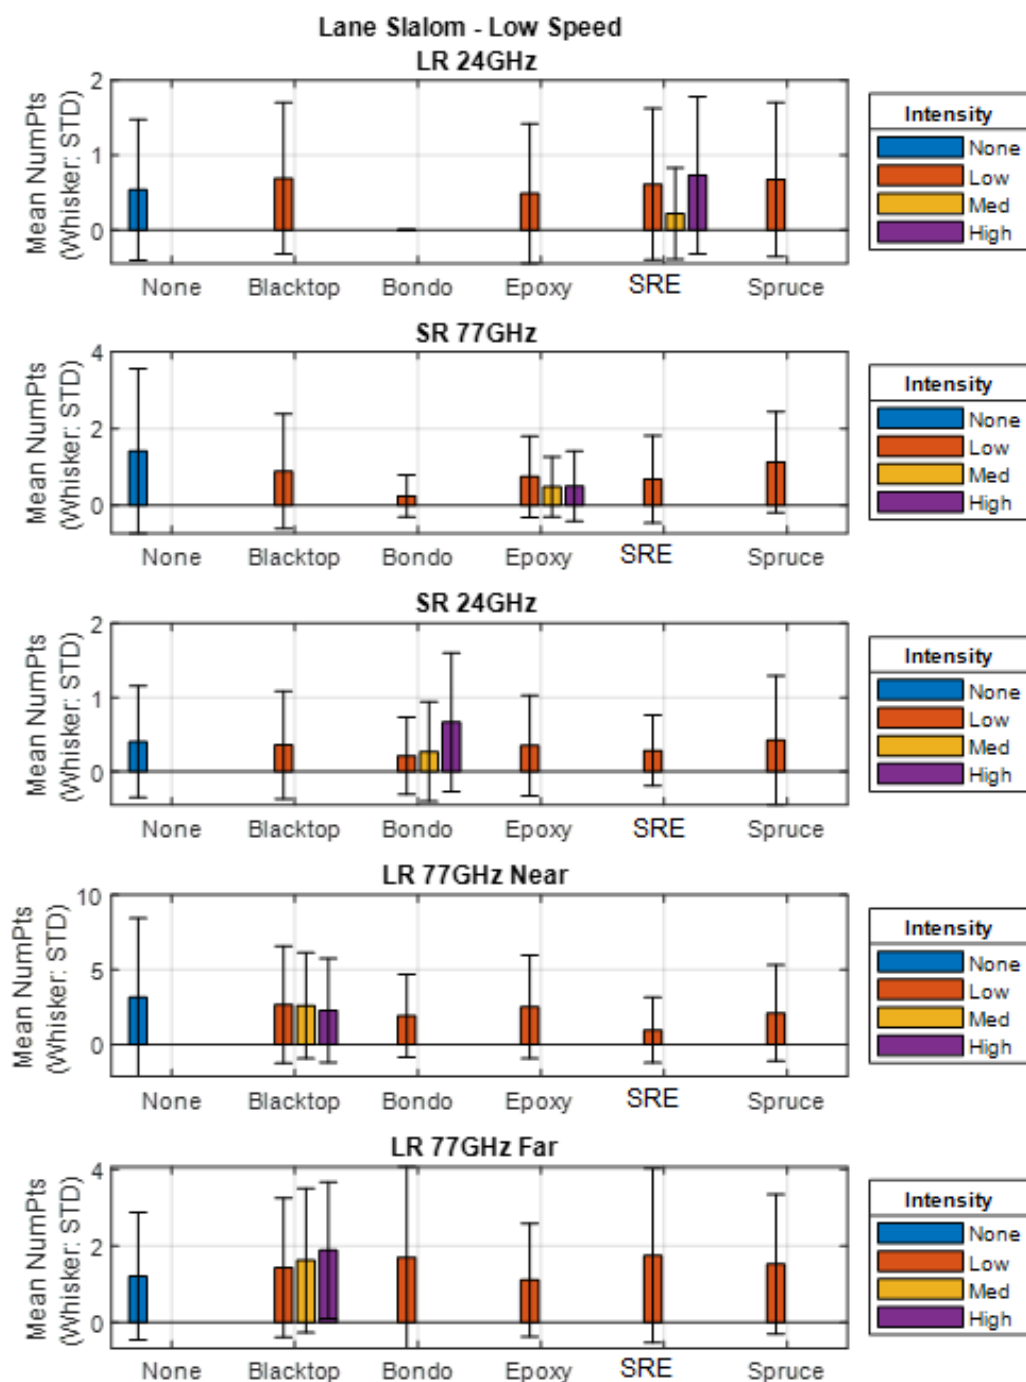 Lane Slalom - Low Speed
LR 24GHz
Mean NumPts
(Whisker: STD)
2
1
0
None Blacktop Bondo Epoxy SRE Spruce
Intensity
None
Low
Med
High
SR 77GHz
Mean NumPts
(Whisker: STD)
4
2
0
None Blacktop Bondo Epoxy SRE Spruce
Intensity
None
Low
Med
High
SR 24GHz
Mean NumPts
(Whisker: STD)
2
1
0
None Blacktop Bondo Epoxy SRE Spruce
Intensity
None
Low
Med
High
LR 77GHz Near
Mean NumPts
(Whisker: STD)
10
5
0
None Blacktop Bondo Epoxy SRE Spruce
Intensity
None
Low
Med
High
LR 77GHz Far
Mean NumPts
(Whisker: STD)
4
2
0
None Blacktop Bondo Epoxy SRE Spruce
Intensity
None
Low
Med
High